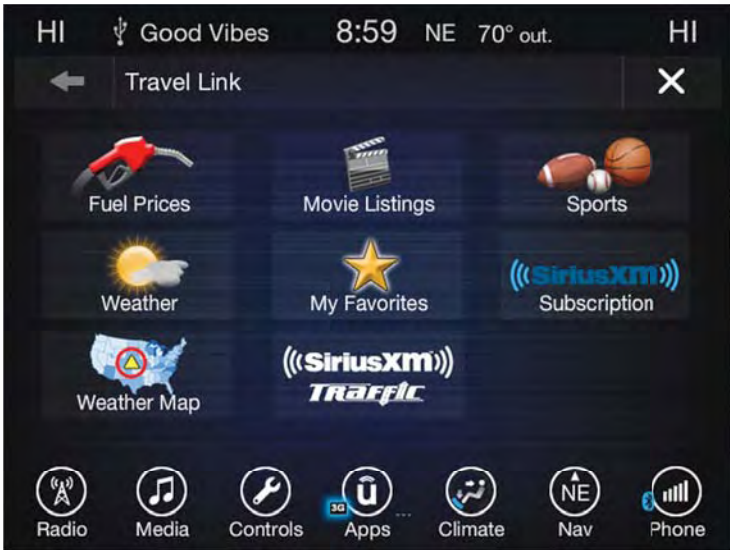 HI Good Vibes 8:59 NE 70° out. HI
Travel Link
Fuel Prices Movie Listings Sports
Weather My Favorites ((SiriusXM)) Subscription
Weather Map ((SiriusXM)) Traffic
3G ū NE
Radio Media Controls Apps ... Climate Nav Phone